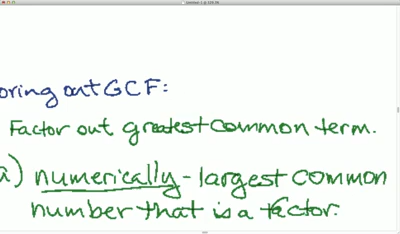 oring out GCF:
Factor out greatest common term.
a) numerically - largest common
number that is a factor.